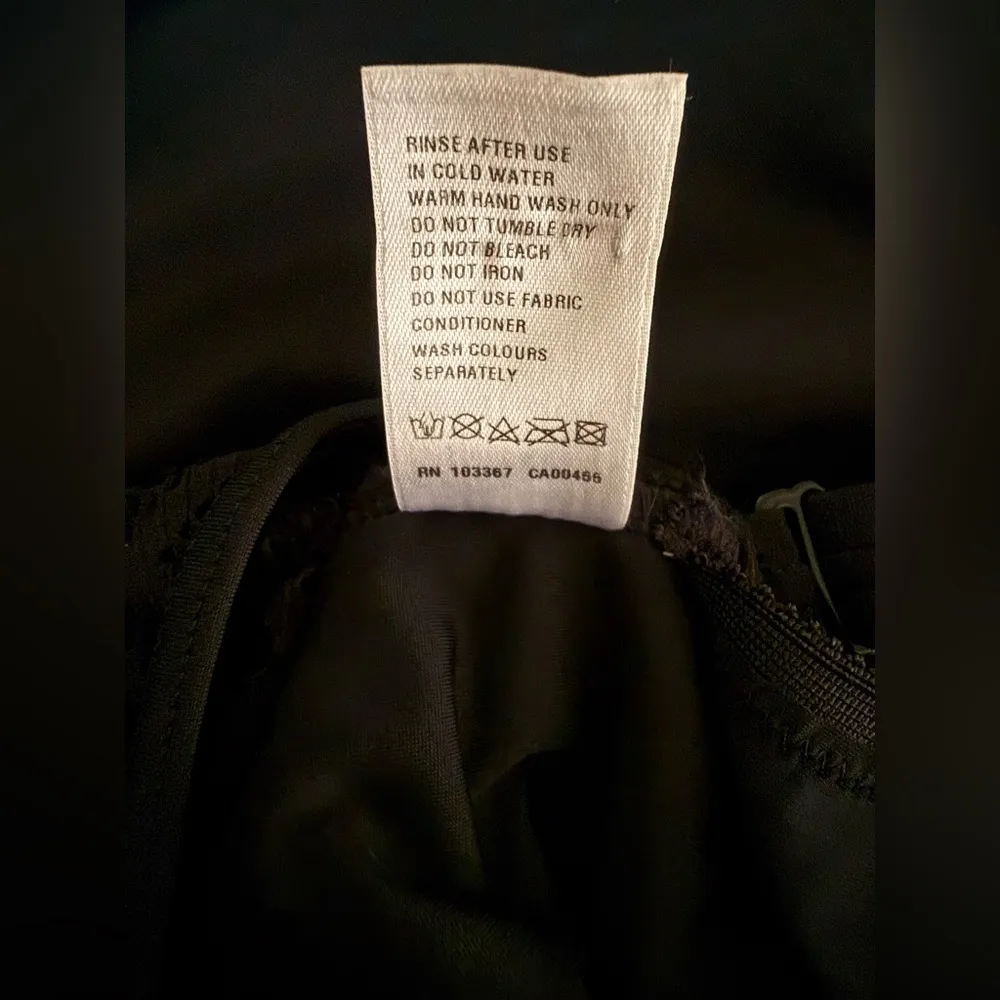 RINSE AFTER USE
IN COLD WATER
WARM HAND WASH ONLY
DO NOT TUMBLE DRY
DO NOT BLEACH
DO NOT IRON
DO NOT USE FABRIC
CONDITIONER
WASH COLOURS
SEPARATELY
RN 103367 CA00456